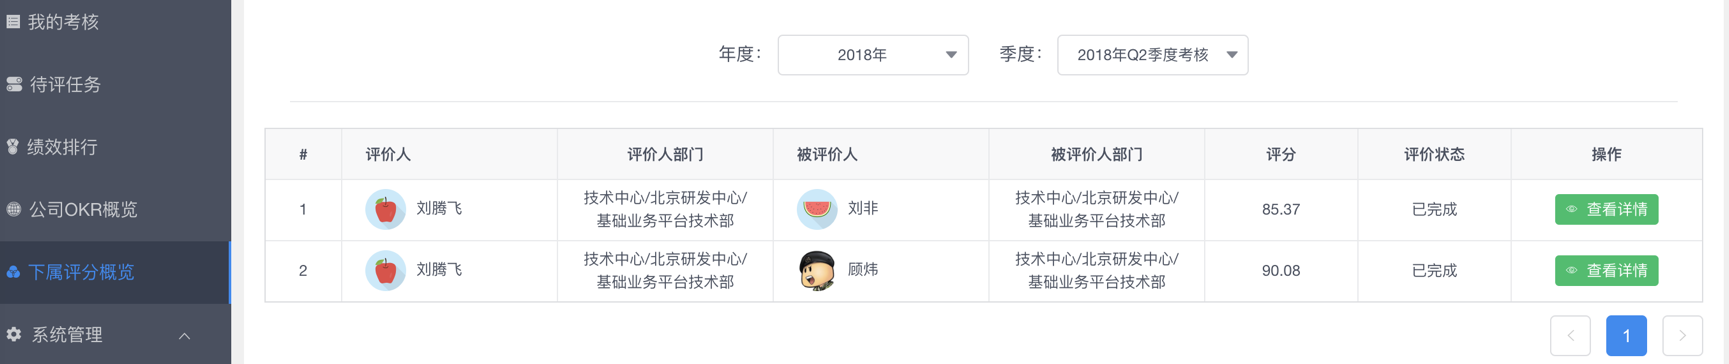 我的考核
待评任务
绩效排行
公司OKR概览
下属评分概览
系统管理
年度： 2018年 季度： 2018年Q2季度考核
# 评价人 评价人部门 被评价人 被评价人部门 评分 评价状态 操作
1 刘腾飞 技术中心/北京研发中心/ 刘非 技术中心/北京研发中心/ 85.37 已完成 查看详情
基础业务平台技术部 基础业务平台技术部
2 刘腾飞 技术中心/北京研发中心/ 顾炜 技术中心/北京研发中心/ 90.08 已完成 查看详情
基础业务平台技术部 基础业务平台技术部
1